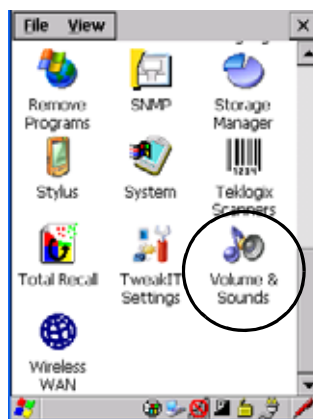 File View
Remove Programs
SNMP
Storage Manager
Stylus
System
Teklogix Scanners
Total Recall
TweakIT Settings
Volume & Sounds
Wireless WAN